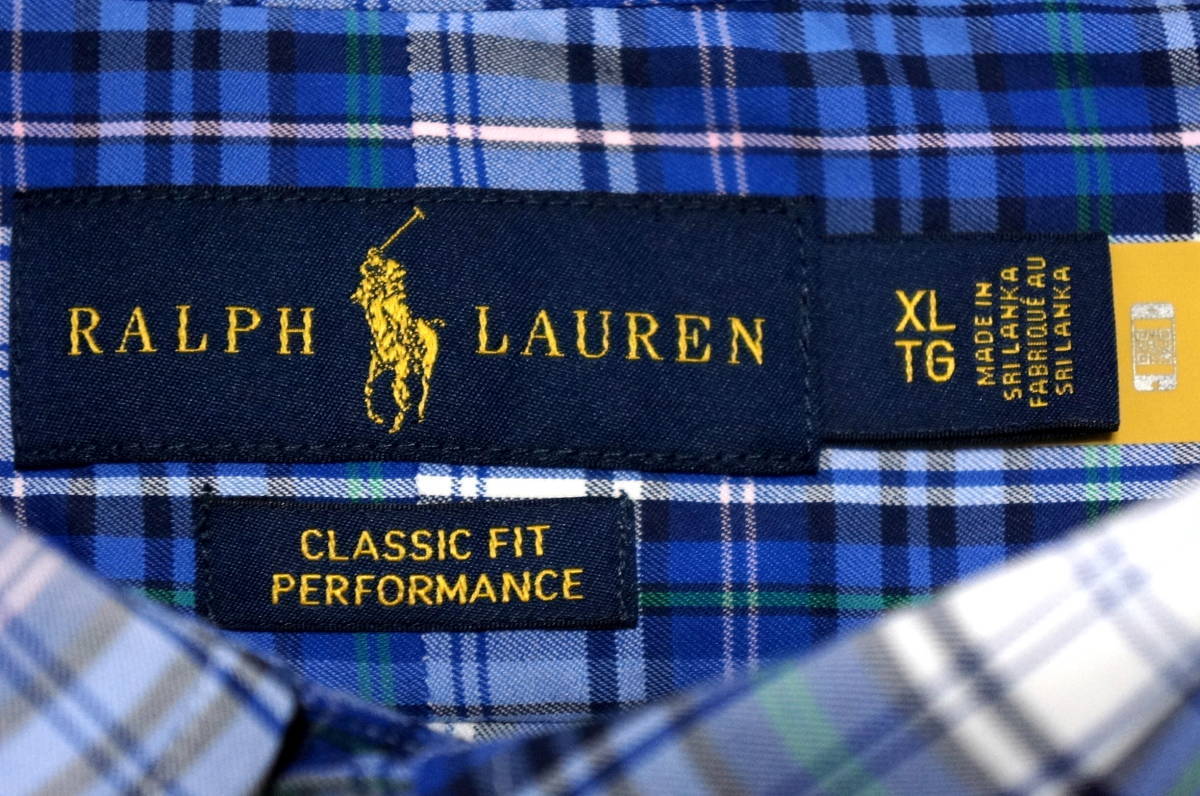 RALPH LAUREN
XL
TG
MADE IN
SRI LANKA
FABRIQUÉ AU
SRI LANKA
CLASSIC FIT
PERFORMANCE